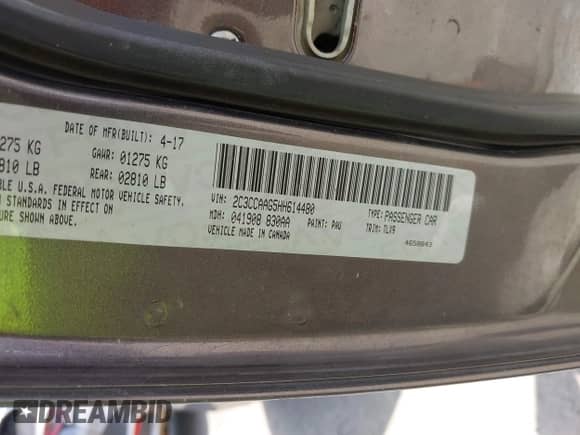 DATE OF MFR(BUILT): 4-17
275 KG GAWR: 01275 KG
810 LB REAR: 02810 LB
BLE U.S.A. FEDERAL MOTOR VEHICLE SAFETY.
STANDARDS IN EFFECT ON
URE SHOWN ABOVE.
VIN: 2C3CCAAG5HH614480
TYPE: PASSENGER CAR
MDH: 041908 830AA PAINT: PAU TRIM: TLX9
VEHICLE MADE IN CANADA
4658843
DREAMBID